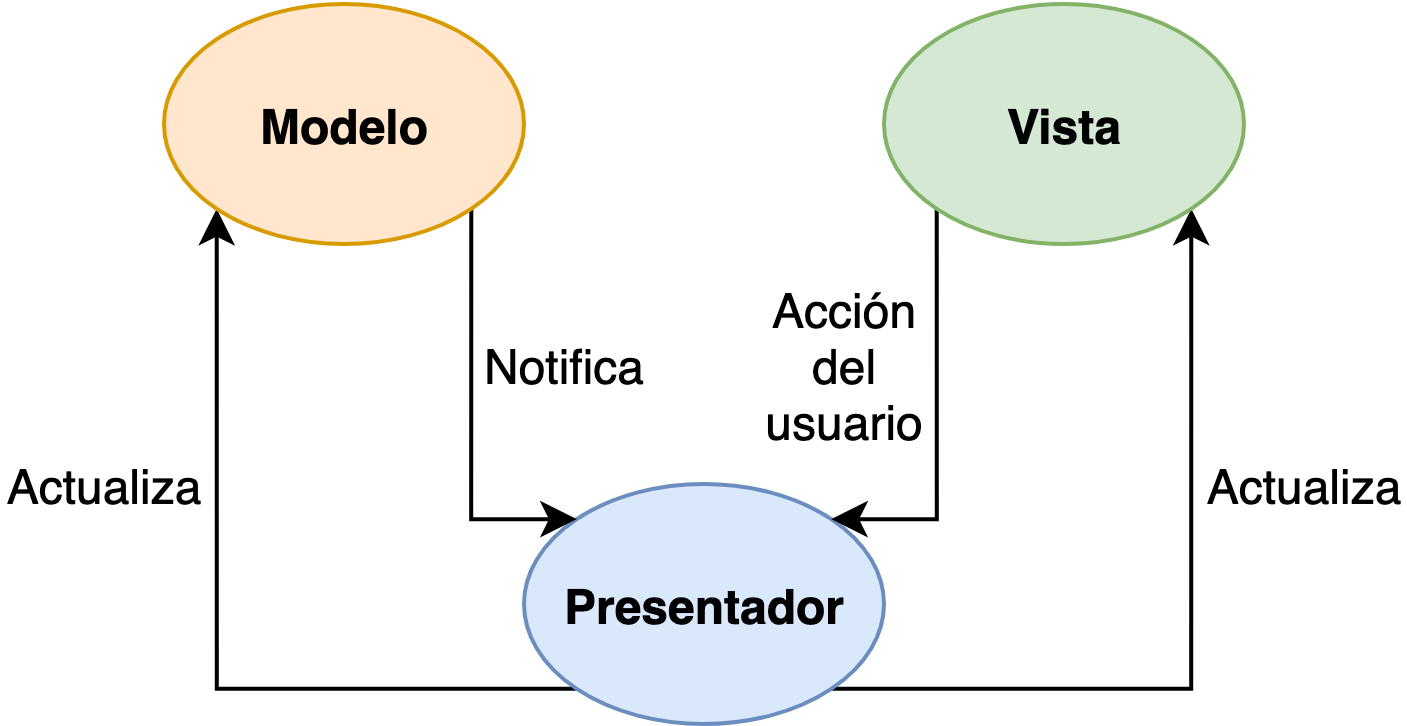 Modelo
Vista
Notifica
Acción
del
usuario
Actualiza
Actualiza
Presentador